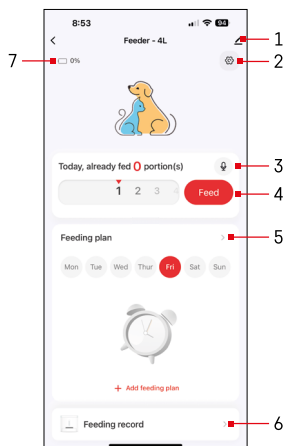 8:53
94
Feeder - 4L
1
7
0%
2
Today, already fed 0 portion(s)
3
1 2 3
Feed
4
Feeding plan
5
Mon Tue Wed Thur Fri Sat Sun
+ Add feeding plan
Feeding record
6